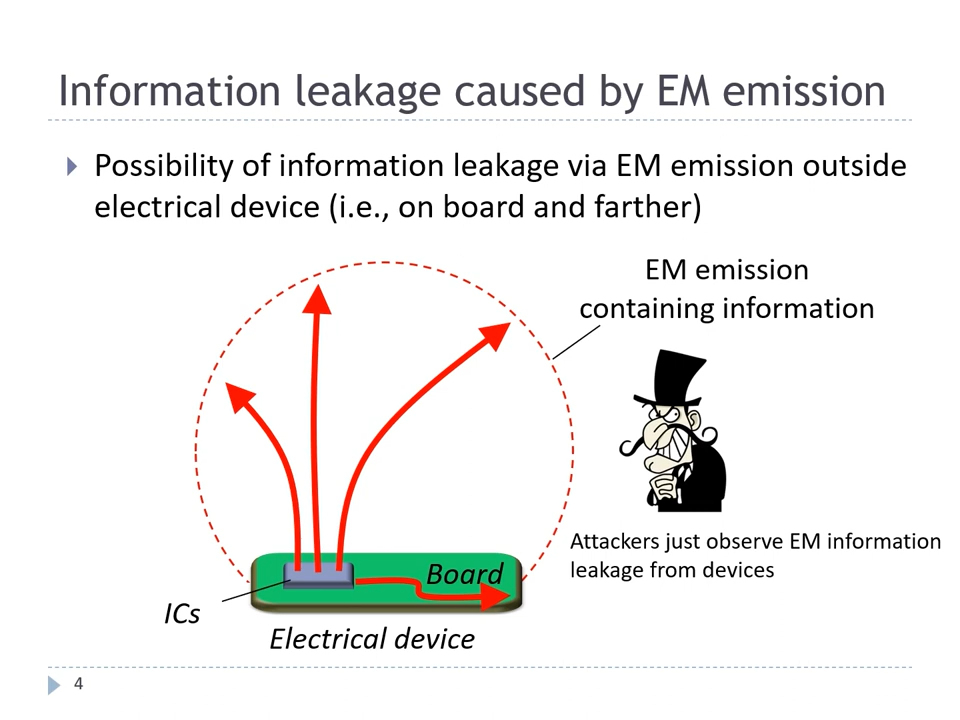 Information leakage caused by EM emission
Possibility of information leakage via EM emission outside
electrical device (i.e., on board and farther)
EM emission
containing information
Attackers just observe EM information
leakage from devices
Board
ICs
Electrical device
4